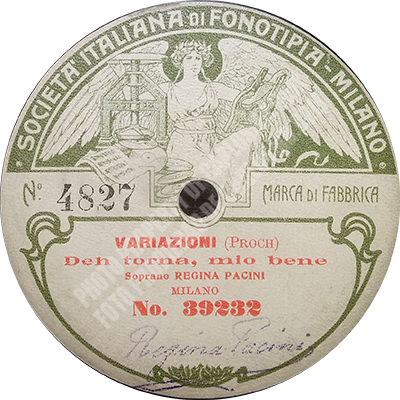 SOCIETÀ ITALIANA DI FONOTIPIA - MILANO
No. 4827
MARCA DI FABBRICA
VARIAZIONI (PROCH)
Deh torna, mio bene
Soprano REGINA PACINI
MILANO
No. 39232
Regina Pacini